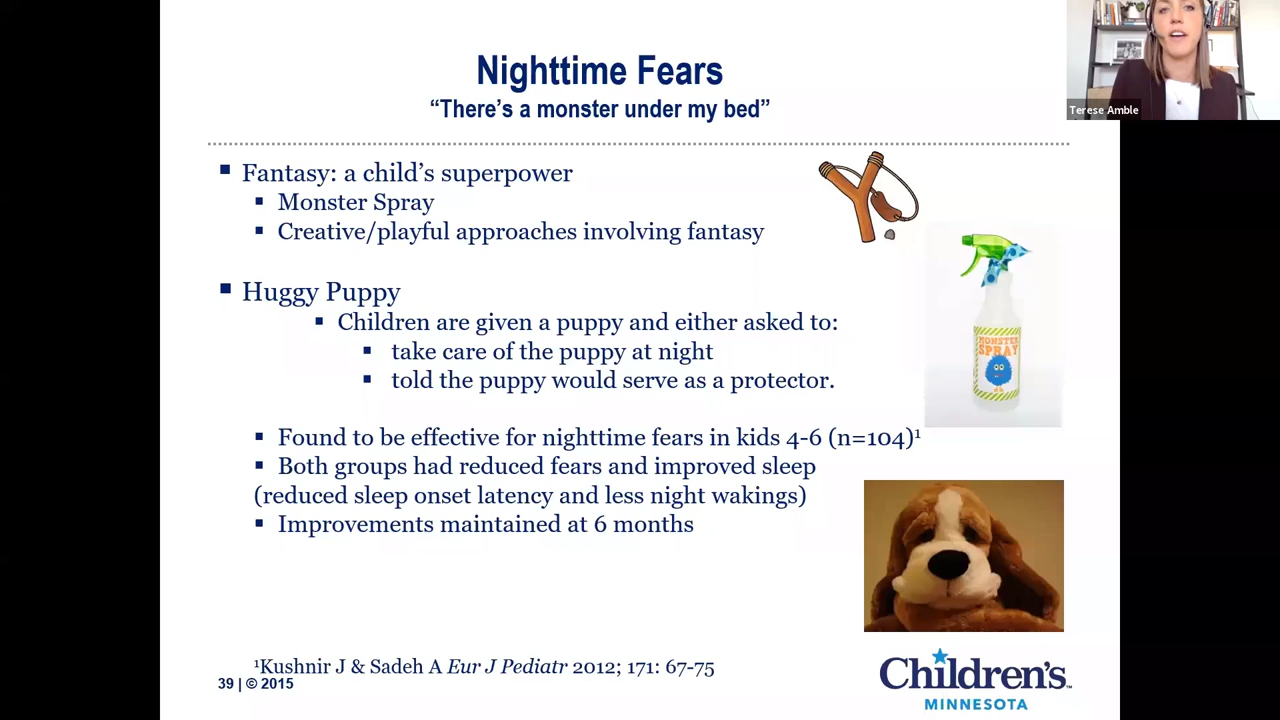 Nighttime Fears
“There’s a monster under my bed”
Terese Amble
▪ Fantasy: a child’s superpower
▪ Monster Spray
▪ Creative/playful approaches involving fantasy
▪ Huggy Puppy
▪ Children are given a puppy and either asked to:
▪ take care of the puppy at night
▪ told the puppy would serve as a protector.
MONSTER
SPRAY
▪ Found to be effective for nighttime fears in kids 4-6 (n=104)¹
▪ Both groups had reduced fears and improved sleep
(reduced sleep onset latency and less night wakings)
▪ Improvements maintained at 6 months
¹Kushnir J & Sadeh A Eur J Pediatr 2012; 171: 67-75
39 | © 2015
Children’s™
MINNESOTA